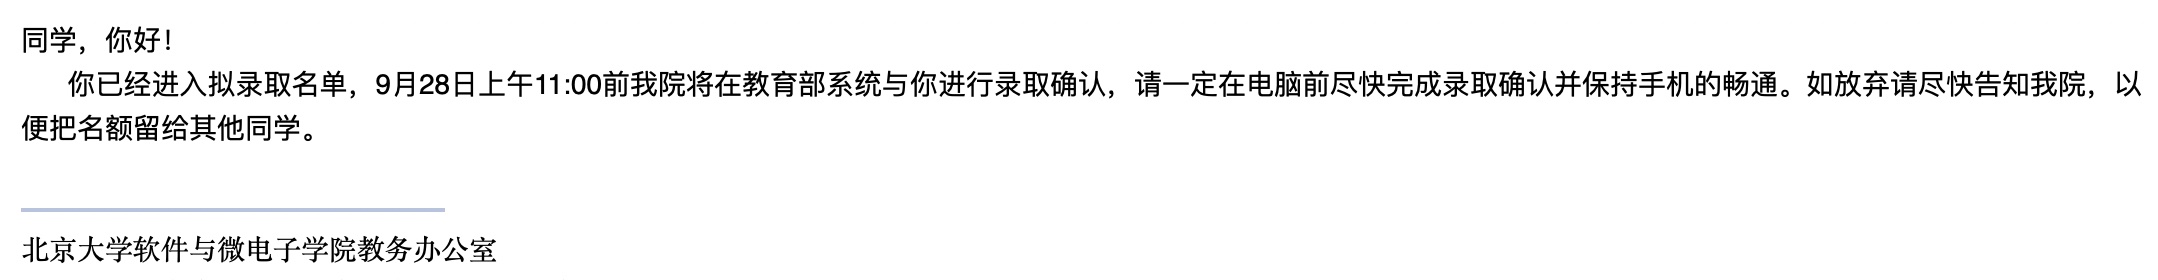 同学，你好！
你已经进入拟录取名单，9月28日上午11:00前我院将在教育部系统与你进行录取确认，请一定在电脑前尽快完成录取确认并保持手机的畅通。如放弃请尽快告知我院，以
便把名额留给其他同学。
北京大学软件与微电子学院教务办公室